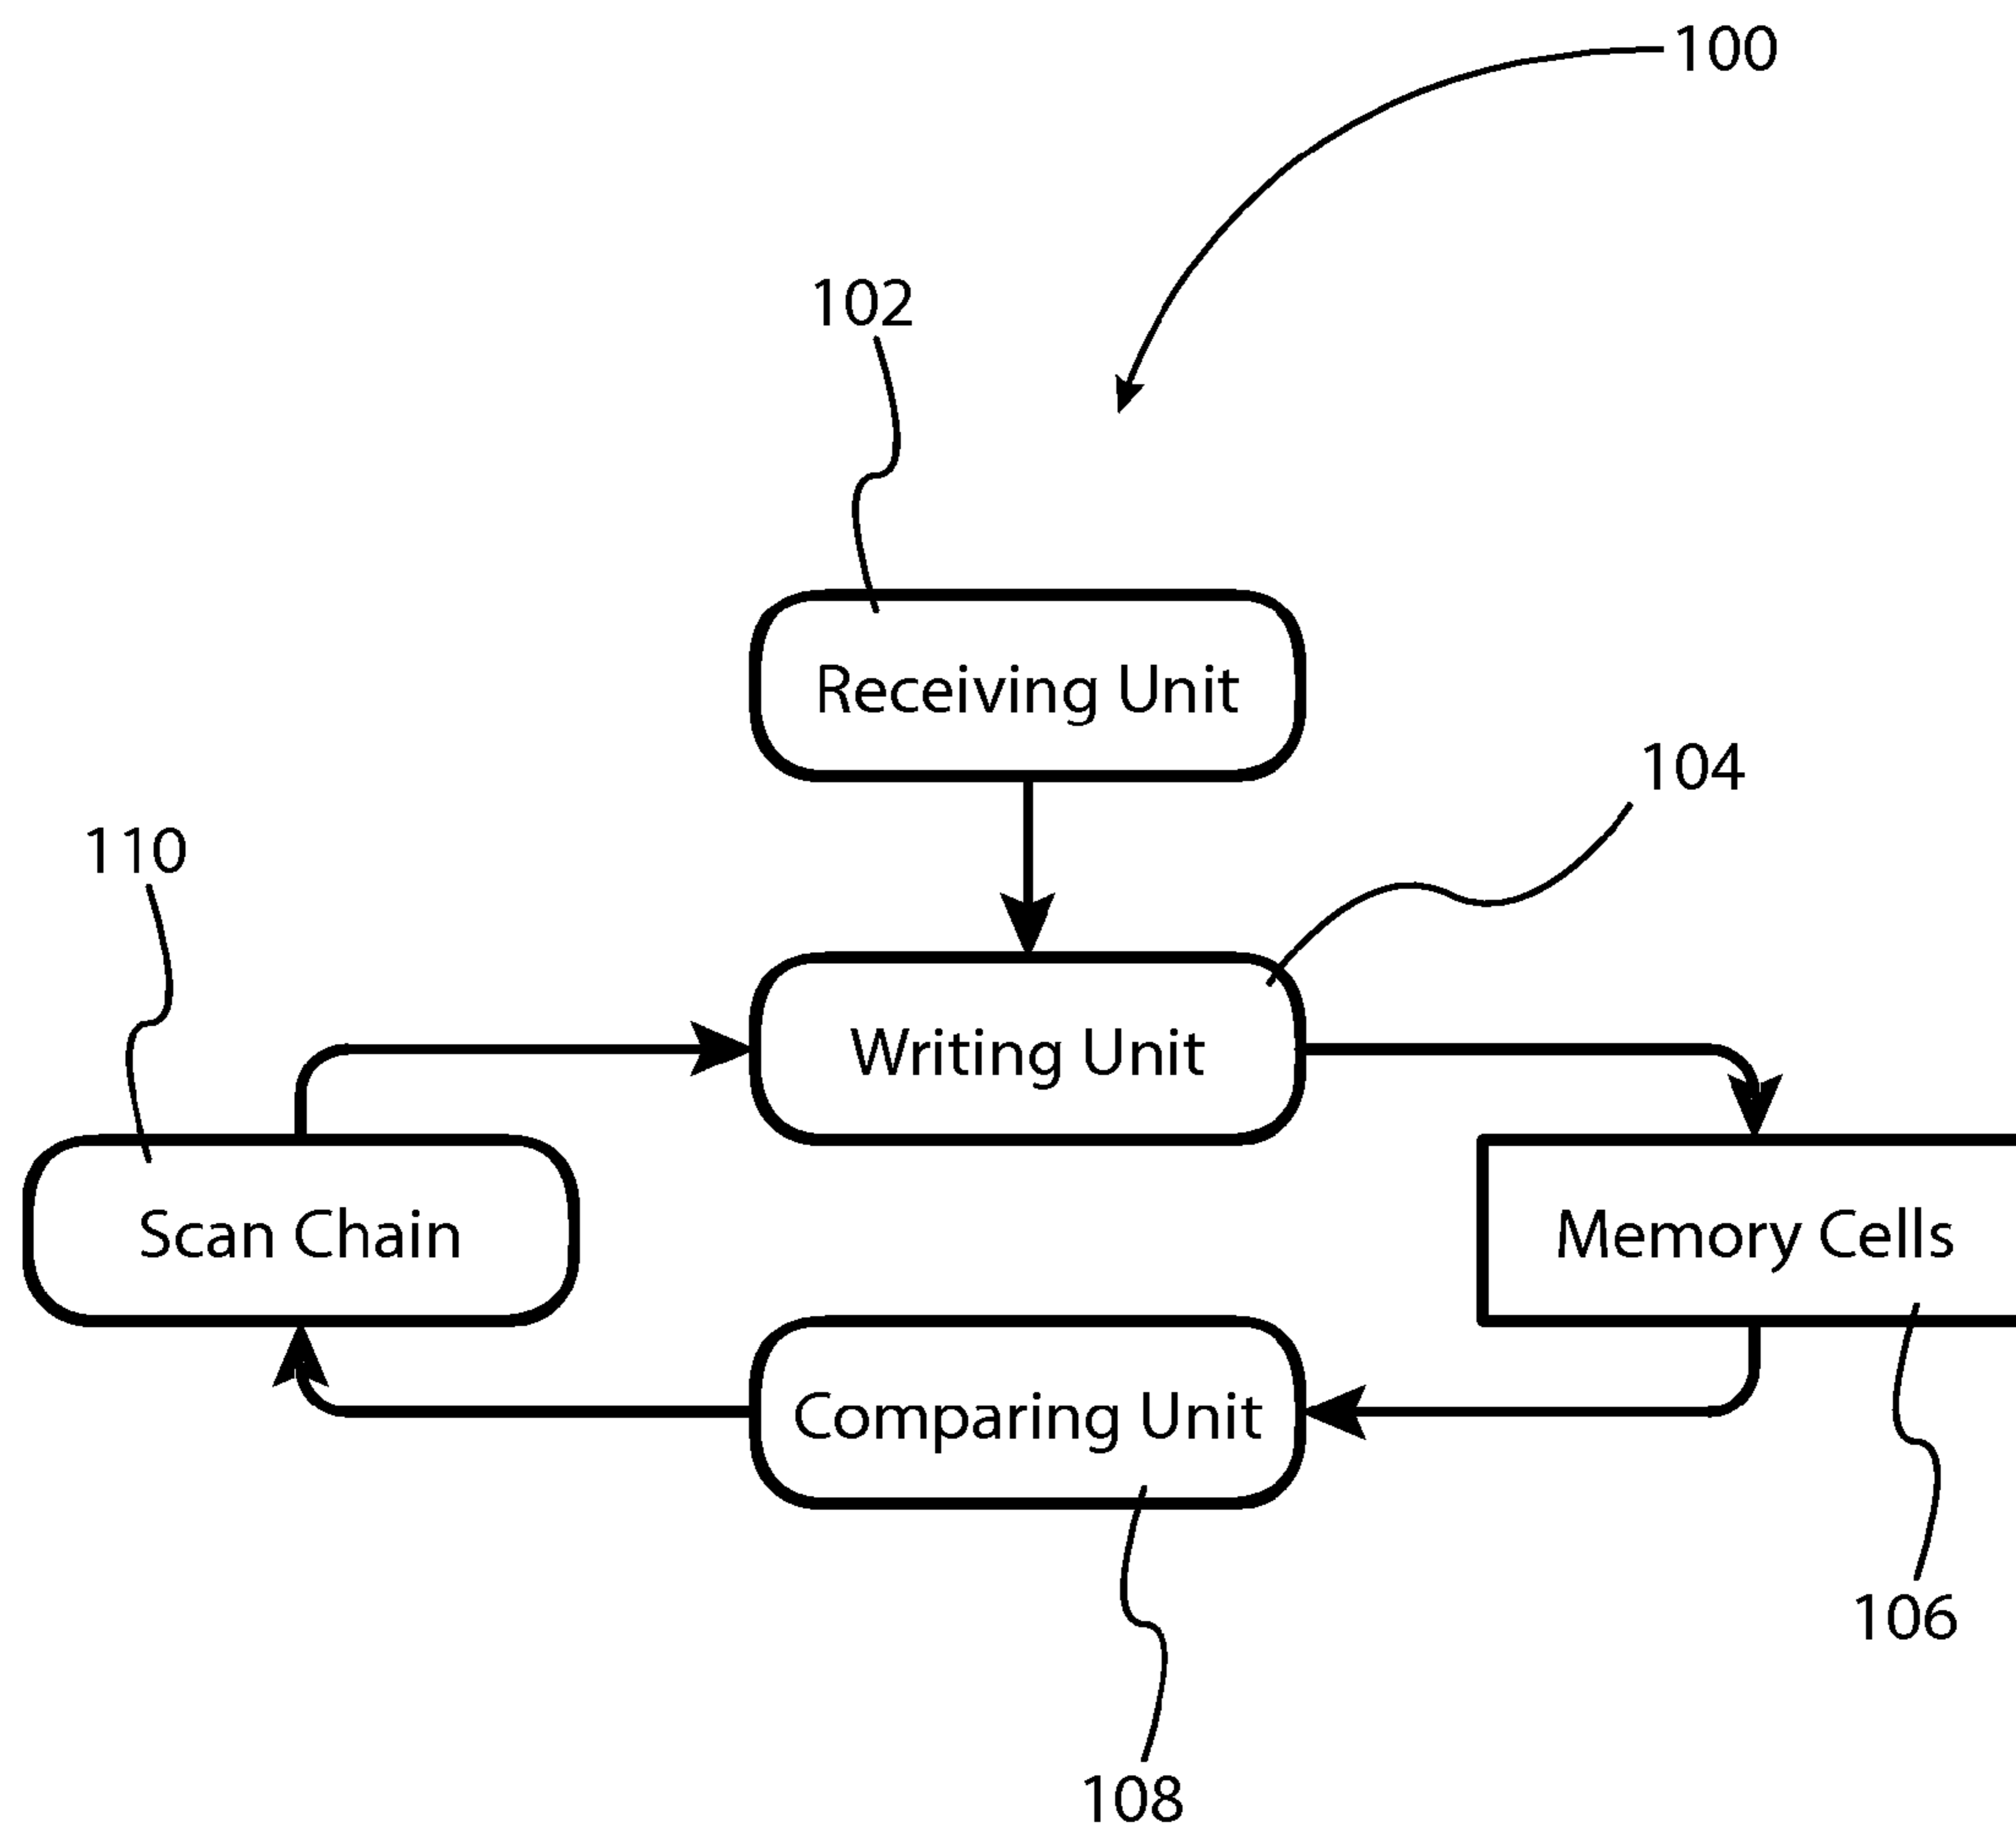 100
102
Receiving Unit
104
110
Writing Unit
Scan Chain
Memory Cells
Comparing Unit
106
108